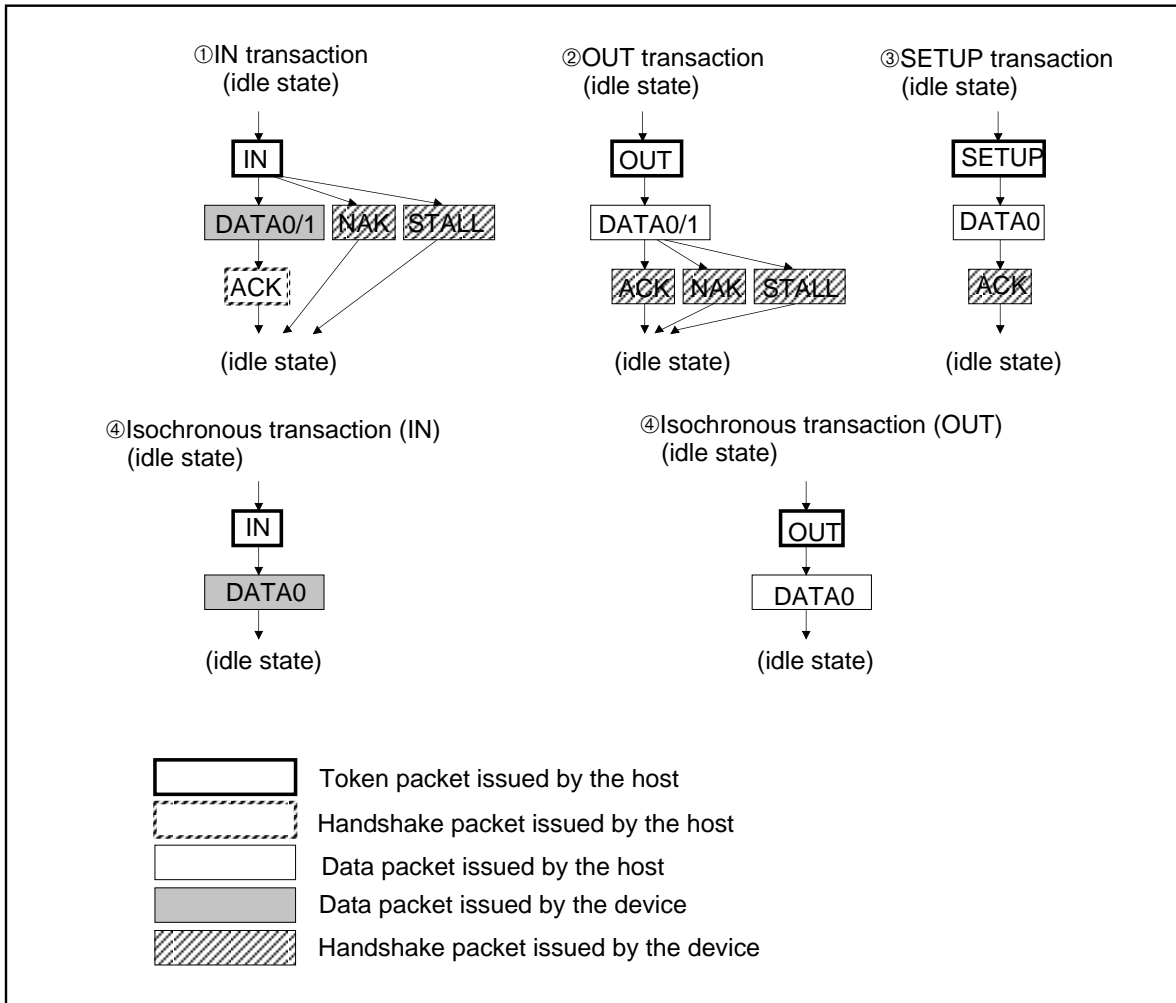 ①IN transaction
(idle state)
IN
DATA0/1 NAK STALL
ACK
(idle state)
②OUT transaction
(idle state)
OUT
DATA0/1
ACK NAK STALL
(idle state)
③SETUP transaction
(idle state)
SETUP
DATA0
ACK
(idle state)
④Isochronous transaction (IN)
(idle state)
IN
DATA0
(idle state)
④Isochronous transaction (OUT)
(idle state)
OUT
DATA0
(idle state)
Token packet issued by the host
Handshake packet issued by the host
Data packet issued by the host
Data packet issued by the device
Handshake packet issued by the device